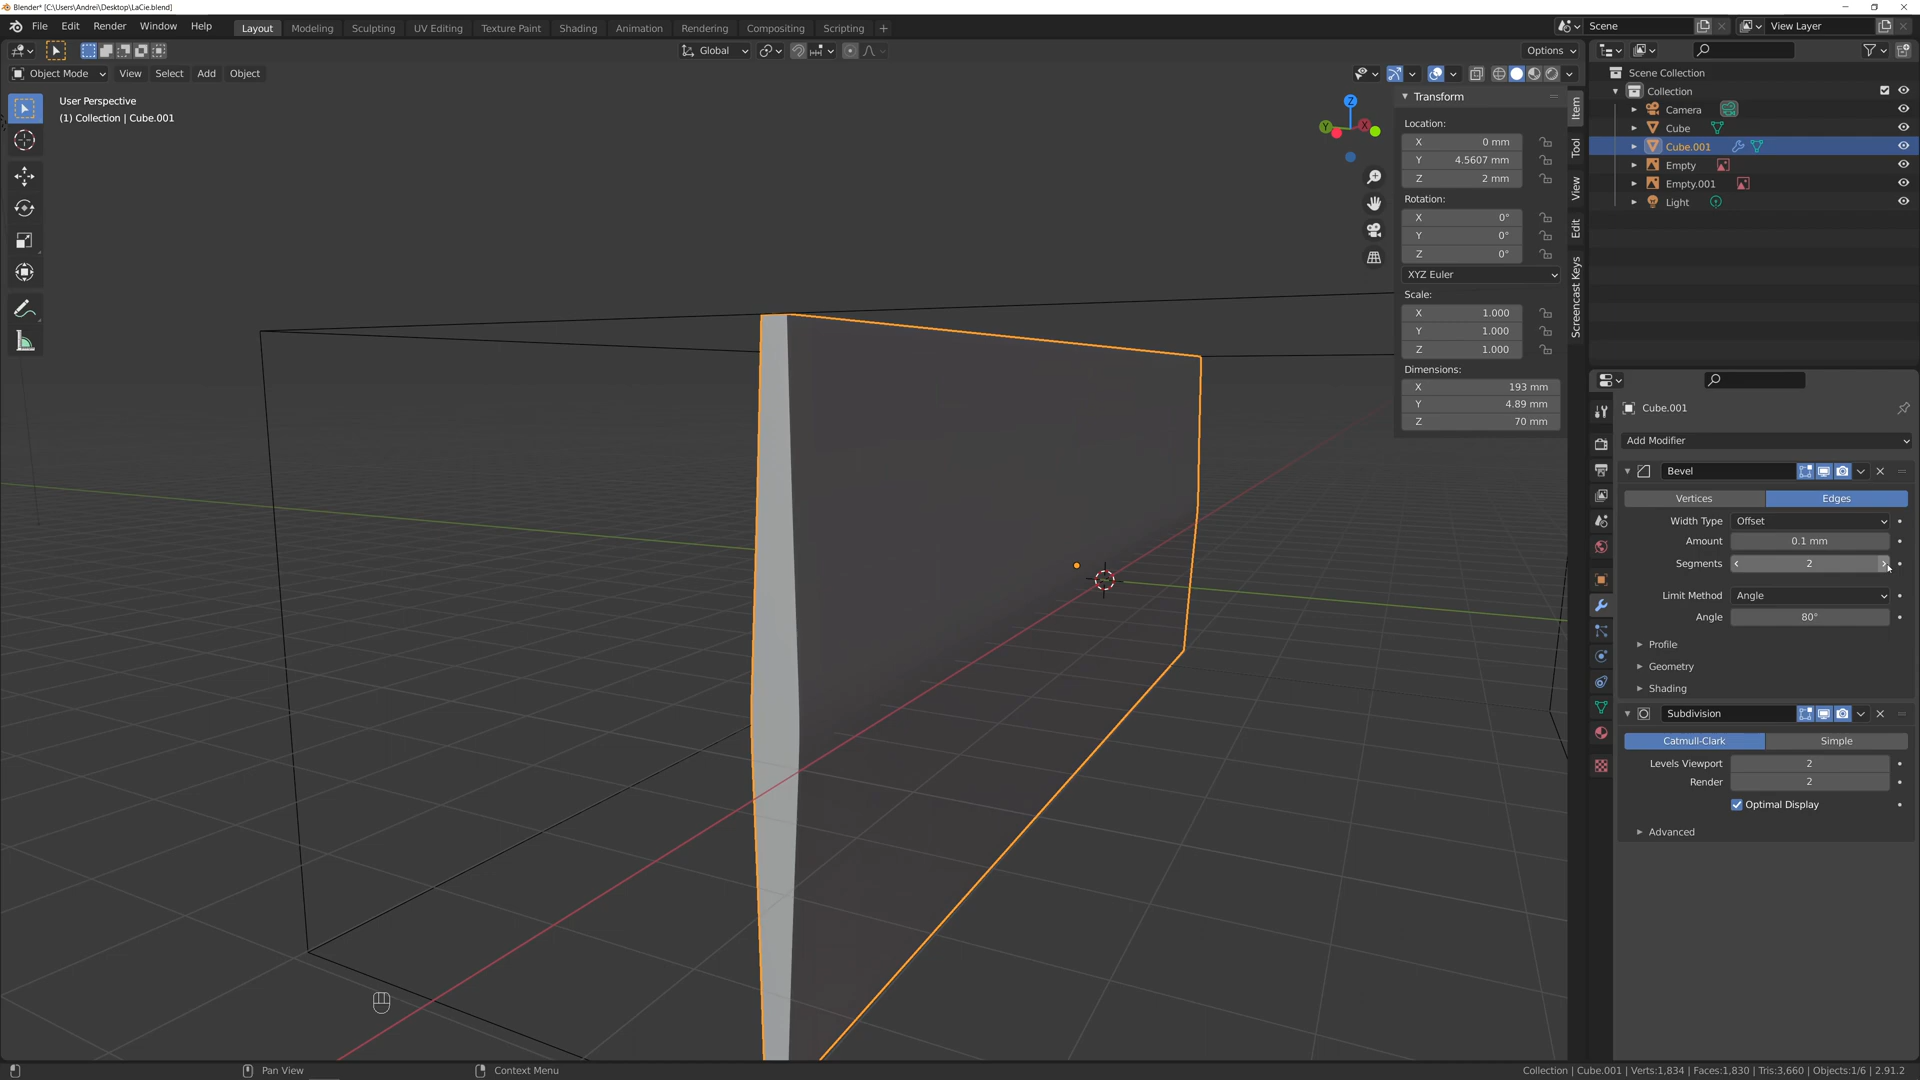 Blender* [C:\Users\Andrei\Desktop\LaCie.blend]
File Edit Render Window Help Layout Modeling Sculpting UV Editing Texture Paint Shading Animation Rendering Compositing Scripting + Scene View Layer
Global Options
Object Mode View Select Add Object
User Perspective
(1) Collection | Cube.001
Z
Y
X
Transform
Location:
X 0 mm
Y 4.5607 mm
Z 2 mm
Rotation:
X 0°
Y 0°
Z 0°
XYZ Euler
Scale:
X 1.000
Y 1.000
Z 1.000
Dimensions:
X 193 mm
Y 4.89 mm
Z 70 mm
Item
Tool
View
Edit
Screencast Keys
Scene Collection
Collection
Camera
Cube
Cube.001
Empty
Empty.001
Light
Cube.001
Add Modifier
Bevel
Vertices Edges
Width Type Offset
Amount 0.1 mm
Segments 2
Limit Method Angle
Angle 80°
Profile
Geometry
Shading
Subdivision
Catmull-Clark Simple
Levels Viewport 2
Render 2
Optimal Display
Advanced
Pan View Context Menu Collection | Cube.001 | Verts:1,834 | Faces:1,830 | Tris:3,660 | Objects:1/6 | 2.91.2